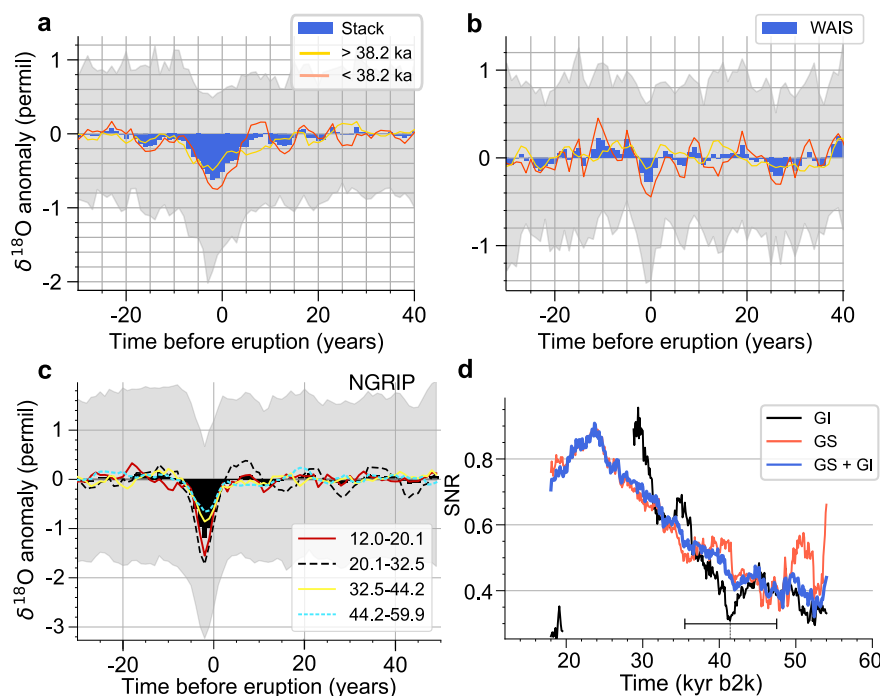 a
Stack
> 38.2 ka
< 38.2 ka
1
0
-1
-2
δ18O anomaly (permil)
-20
0
20
40
Time before eruption (years)
b
WAIS
1
0
-1
-20
0
20
40
Time before eruption (years)
c
NGRIP
1
0
-1
-2
-3
δ18O anomaly (permil)
12.0-20.1
20.1-32.5
32.5-44.2
44.2-59.9
-20
0
20
40
Time before eruption (years)
d
GI
GS
GS + GI
SNR
0.8
0.6
0.4
20
30
40
50
60
Time (kyr b2k)